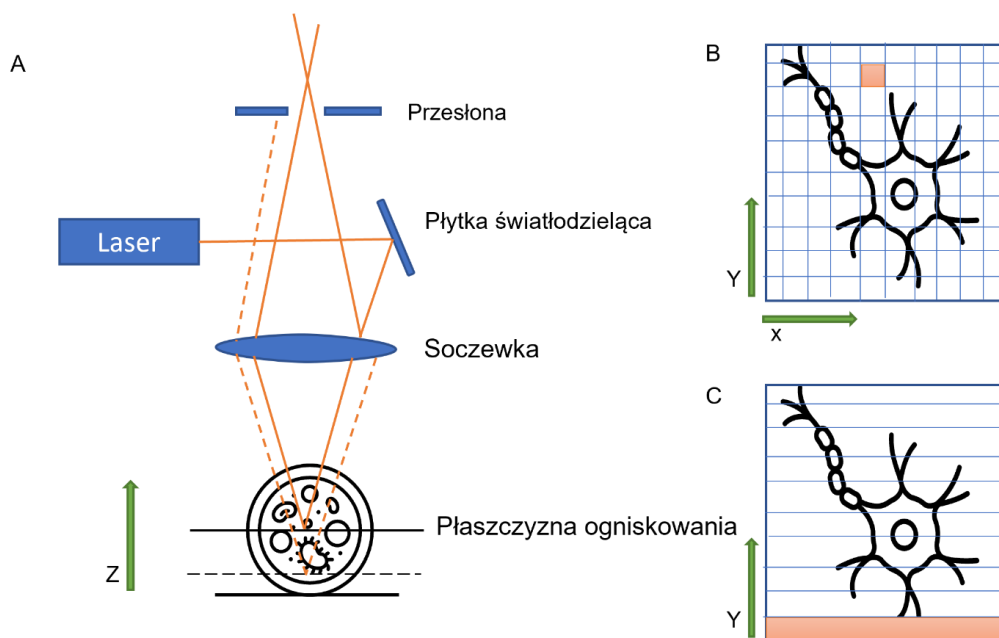 A
Przesłona
Laser
Płytka światłodzieląca
Soczewka
Płaszczyzna ogniskowania
Z
B
Y
x
C
Y